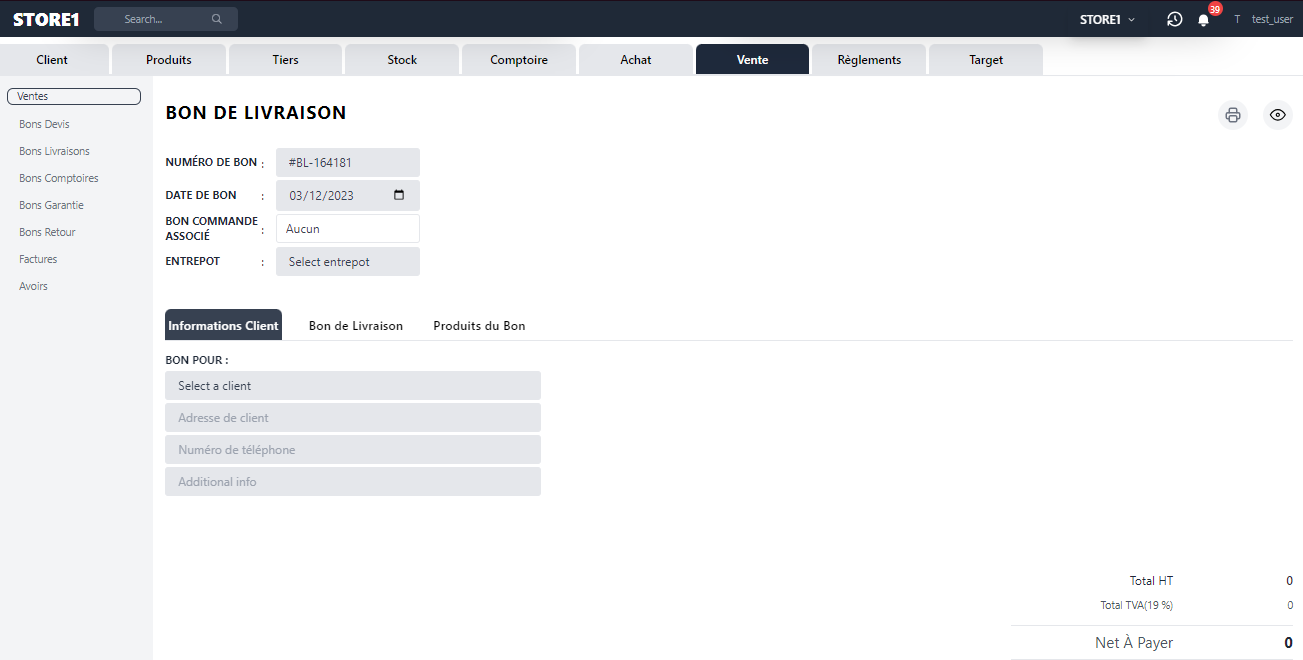 STORE1 Search... STORE1 39 T test_user
Client Produits Tiers Stock Comptoire Achat Vente Règlements Target
Ventes
Bons Devis
Bons Livraisons
Bons Comptoires
Bons Garantie
Bons Retour
Factures
Avoirs
BON DE LIVRAISON
NUMÉRO DE BON : #BL-164181
DATE DE BON : 03/12/2023
BON COMMANDE
ASSOCIÉ : Aucun
ENTREPOT : Select entrepot
Informations Client Bon de Livraison Produits du Bon
BON POUR :
Select a client
Adresse de client
Numéro de téléphone
Additional info
Total HT 0
Total TVA(19 %) 0
Net À Payer 0